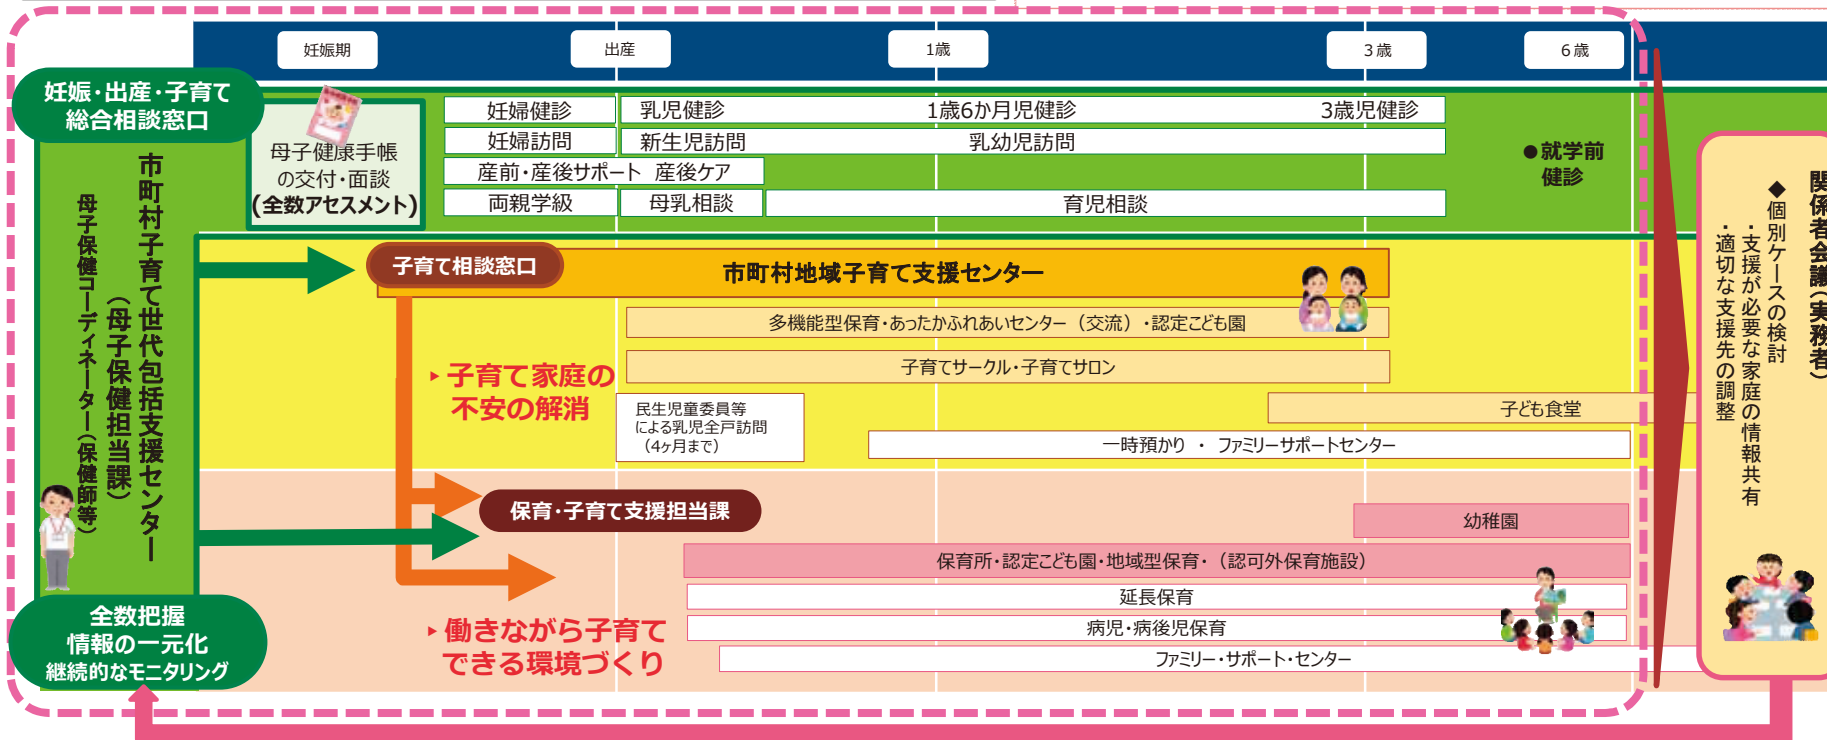 妊娠期
出産
1歳
3歳
6歳
妊娠・出産・子育て
総合相談窓口
市町村子育て世代包括支援センター
（母子保健担当課）
母子保健コーディネーター（保健師等）
全数把握
情報の一元化
継続的なモニタリング
母子健康手帳
の交付・面談
(全数アセスメント)
妊婦健診
乳児健診
1歳6か月児健診
3歳児健診
妊婦訪問
新生児訪問
乳幼児訪問
産前・産後サポート 産後ケア
両親学級
母乳相談
育児相談
●就学前
健診
子育て相談窓口
市町村地域子育て支援センター
多機能型保育・あったかふれあいセンター（交流）・認定こども園
子育てサークル・子育てサロン
▸子育て家庭の
不安の解消
民生児童委員等
による乳児全戸訪問
（4ヶ月まで）
子ども食堂
一時預かり ・ ファミリーサポートセンター
保育・子育て支援担当課
幼稚園
保育所・認定こども園・地域型保育・（認可外保育施設）
延長保育
病児・病後児保育
ファミリー・サポート・センター
▸働きながら子育て
できる環境づくり
関係者会議（実務者）
◆個別ケースの検討
・支援が必要な家庭の情報共有
・適切な支援先の調整